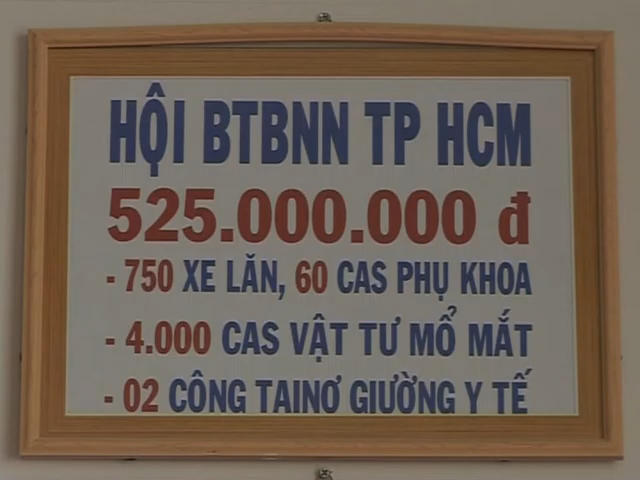 HỘI BTBNN TP HCM
525.000.000 đ
- 750 XE LĂN, 60 CAS PHỤ KHOA
- 4.000 CAS VẬT TƯ MỔ MẮT
- 02 CÔNG TAINƠ GIƯỜNG Y TẾ